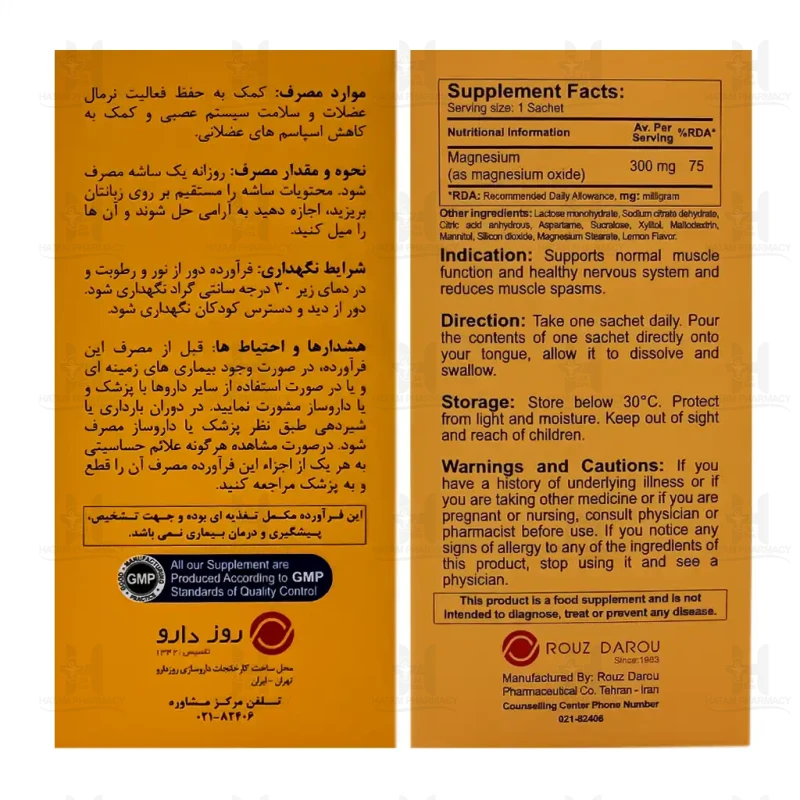 موارد مصرف: کمک به حفظ فعالیت نرمال
عضلات و سلامت سیستم عصبی و کمک به
کاهش اسپاسم های عضلانی.
نحوه و مقدار مصرف: روزانه یک ساشه مصرف
شود. محتویات ساشه را مستقیم بر روی زبانتان
بریزید، اجازه دهید به آرامی حل شوند و آن ها
را میل کنید.
شرایط نگهداری: فرآورده دور از نور و رطوبت و
در دمای زیر ۳۰ درجه سانتی گراد نگهداری شود.
دور از دید و دسترس کودکان نگهداری شود.
هشدارها و احتیاط ها: قبل از مصرف این
فرآورده، در صورت وجود بیماری های زمینه ای
و یا در صورت استفاده از سایر داروها با پزشک و
یا داروساز مشورت نمایید. در دوران بارداری یا
شیردهی طبق نظر پزشک یا داروساز مصرف
شود. درصورت مشاهده هرگونه علائم حساسیتی
به هر یک از اجزاء این فرآورده مصرف آن را قطع
و به پزشک مراجعه کنید.
این فرآورده مکمل تغذیه ای بوده و جهت تشخیص،
پیشگیری و درمان بیماری نمی باشد.
GOOD MANUFACTURING PRACTICE
GMP
All our Supplement are
Produced According to GMP
Standards of Quality Control
روز دارو
تاسیس: ۱۳۴۲
محل ساخت کارخانجات داروسازی روزدارو
تهران - ایران
تلفن مرکز مشاوره
۰۲۱-۸۲۴۰۶
Supplement Facts:
Serving size: 1 Sachet
Nutritional Information Av. Per Serving %RDA*
Magnesium
(as magnesium oxide) 300 mg 75
*RDA: Recommended Daily Allowance, mg: milligram
Other ingredients: Lactose monohydrate, Sodium citrate dehydrate,
Citric acid anhydrous, Aspartame, Sucralose, Xylitol, Maltodextrin,
Mannitol, Silicon dioxide, Magnesium Stearate, Lemon Flavor.
Indication: Supports normal muscle
function and healthy nervous system and
reduces muscle spasms.
Direction: Take one sachet daily. Pour
the contents of one sachet directly onto
your tongue, allow it to dissolve and
swallow.
Storage: Store below 30°C. Protect
from light and moisture. Keep out of sight
and reach of children.
Warnings and Cautions: If you
have a history of underlying illness or if
you are taking other medicine or if you are
pregnant or nursing, consult physician or
pharmacist before use. If you notice any
signs of allergy to any of the ingredients of
this product, stop using it and see a
physician.
This product is a food supplement and is not
Intended to diagnose, treat or prevent any disease.
ROUZ DAROU
Since:1963
Manufactured By: Rouz Darou
Pharmaceutical Co. Tehran - Iran
Counselling Center Phone Number
021-82406
HATAM PHARMACY